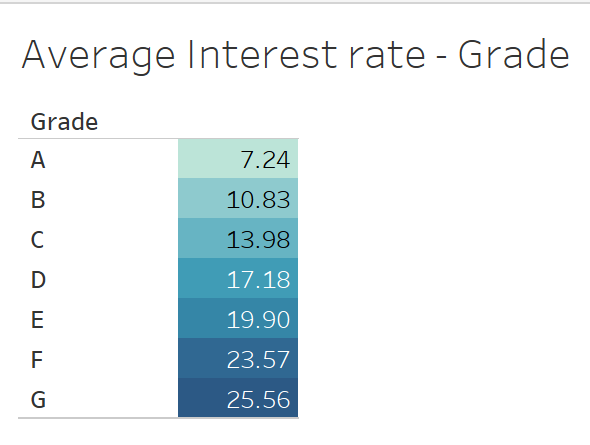 Average Interest rate - Grade
Grade
A 7.24
B 10.83
C 13.98
D 17.18
E 19.90
F 23.57
G 25.56